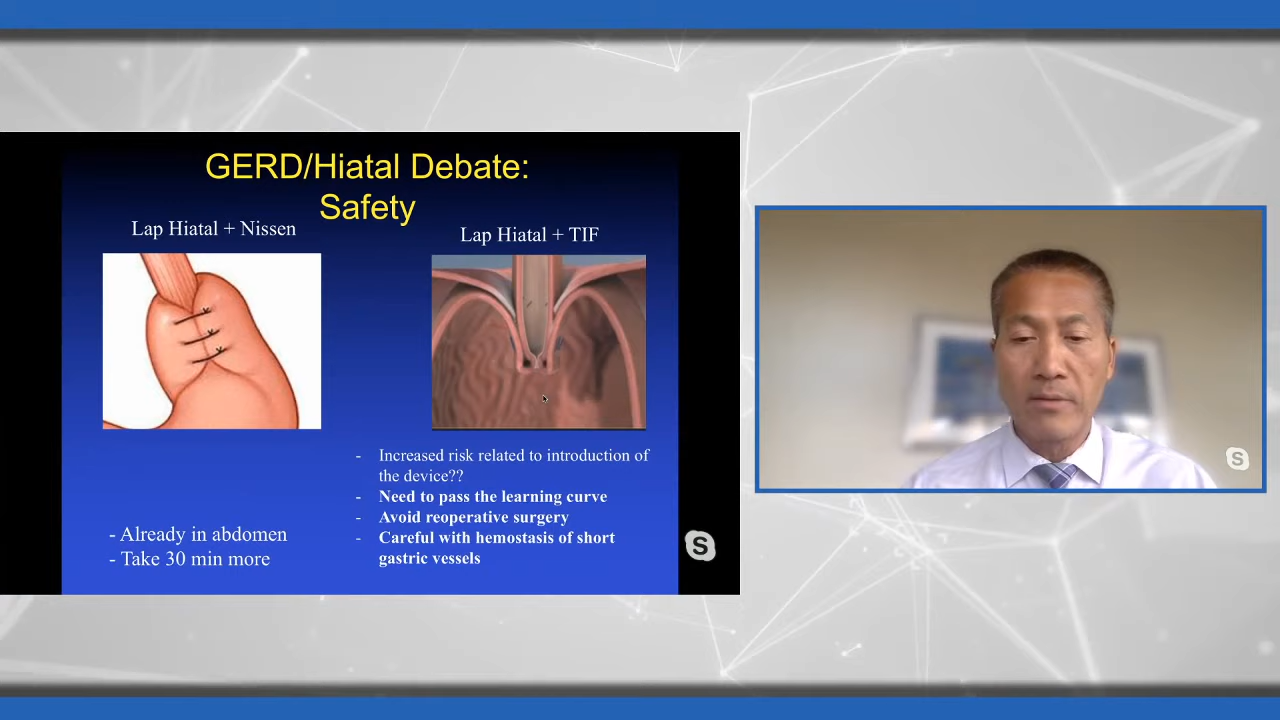 GERD/Hiatal Debate:
Safety
Lap Hiatal + Nissen
Lap Hiatal + TIF
- Already in abdomen
- Take 30 min more
- Increased risk related to introduction of
the device??
- Need to pass the learning curve
- Avoid reoperative surgery
- Careful with hemostasis of short
gastric vessels
S
S